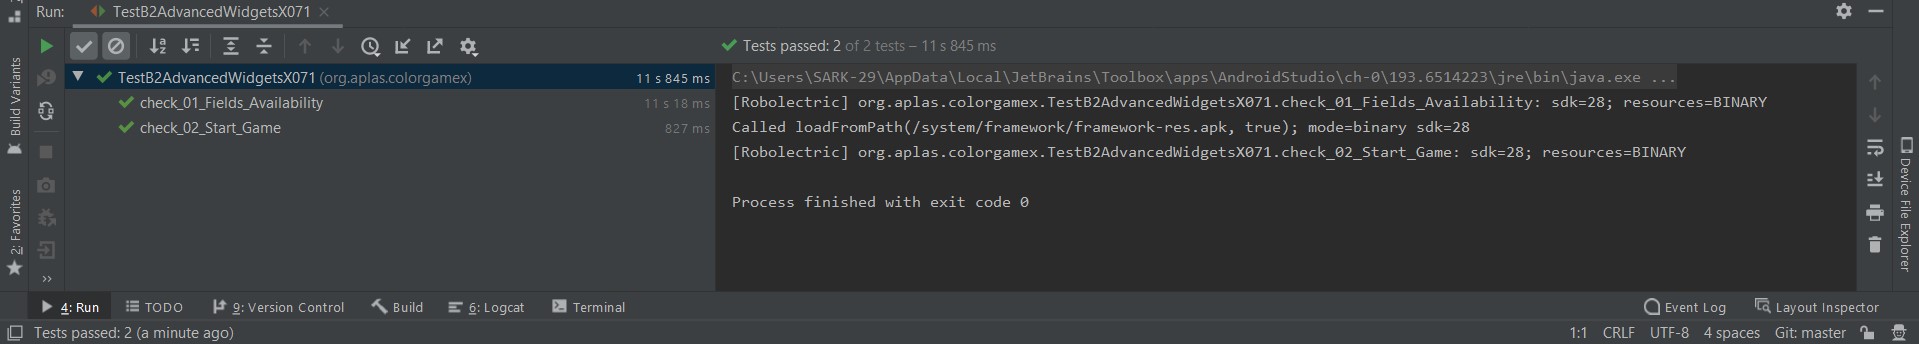 Run: TestB2AdvancedWidgetsX071
Tests passed: 2 of 2 tests – 11 s 845 ms
TestB2AdvancedWidgetsX071 (org.aplas.colorgamex) 11 s 845 ms
check_01_Fields_Availability 11 s 18 ms
check_02_Start_Game 827 ms
C:\Users\SARK-29\AppData\Local\JetBrains\Toolbox\apps\AndroidStudio\ch-0\193.6514223\jre\bin\java.exe ...
[Robolectric] org.aplas.colorgamex.TestB2AdvancedWidgetsX071.check_01_Fields_Availability: sdk=28; resources=BINARY
Called loadFromPath(/system/framework/framework-res.apk, true); mode=binary sdk=28
[Robolectric] org.aplas.colorgamex.TestB2AdvancedWidgetsX071.check_02_Start_Game: sdk=28; resources=BINARY
Process finished with exit code 0
Build Variants
2: Favorites
Device File Explorer
4: Run TODO 9: Version Control Build 6: Logcat Terminal Event Log Layout Inspector
Tests passed: 2 (a minute ago) 1:1 CRLF UTF-8 4 spaces Git: master